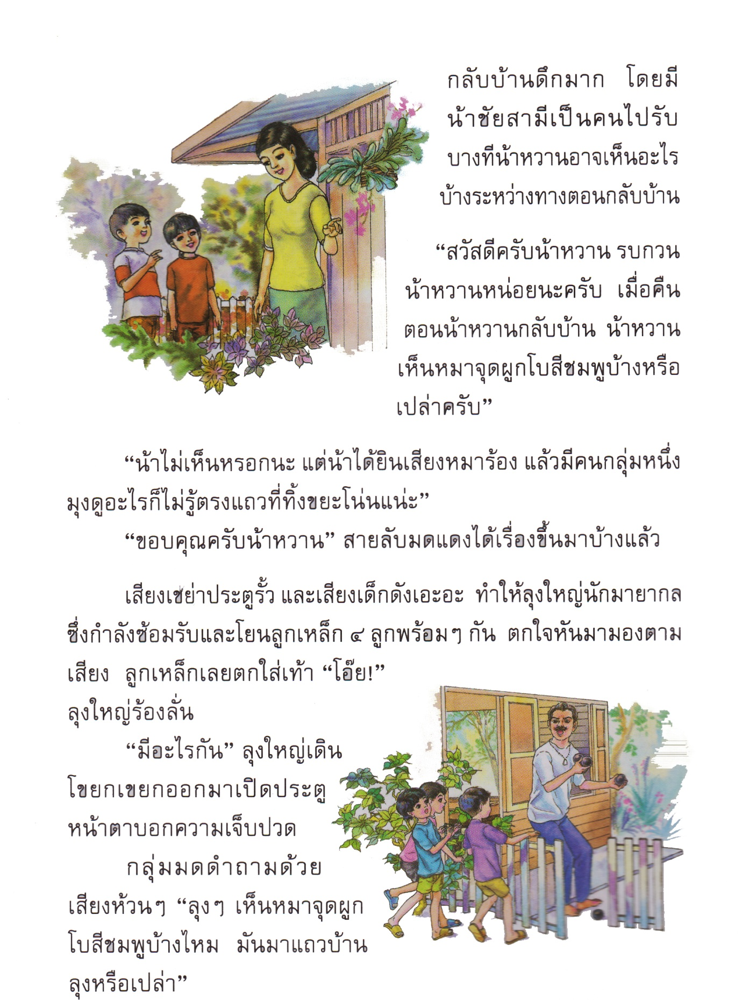 กลับบ้านดึกมาก โดยมี
น้าชัยสามีเป็นคนไปรับ
บางทีน้าหวานอาจเห็นอะไร
บ้างระหว่างทางตอนกลับบ้าน
“สวัสดีครับน้าหวาน รบกวน
น้าหวานหน่อยนะครับ เมื่อคืน
ตอนน้าหวานกลับบ้าน น้าหวาน
เห็นหมาจุดผูกโบสีชมพูบ้างหรือ
เปล่าครับ”
“น้าไม่เห็นหรอกนะ แต่น้าได้ยินเสียงหมาร้อง แล้วมีคนกลุ่มหนึ่ง
มุงดูอะไรก็ไม่รู้ตรงแถวที่ทิ้งขยะโน่นแน่ะ”
“ขอบคุณครับน้าหวาน” สายลับมดแดงได้เรื่องขึ้นมาบ้างแล้ว
เสียงเขย่าประตูรั้ว และเสียงเด็กดังเอะอะ ทำให้ลุงใหญ่นักมายากล
ซึ่งกำลังซ้อมรับและโยนลูกเหล็ก ๔ ลูกพร้อมๆ กัน ตกใจหันมามองตาม
เสียง ลูกเหล็กเลยตกใส่เท้า “โอ๊ย!”
ลุงใหญ่ร้องลั่น
“มีอะไรกัน” ลุงใหญ่เดิน
โขยกเขยกออกมาเปิดประตู
หน้าตาบอกความเจ็บปวด
กลุ่มมดดำถามด้วย
เสียงห้วนๆ “ลุงๆ เห็นหมาจุดผูก
โบสีชมพูบ้างไหม มันมาแถวบ้าน
ลุงหรือเปล่า”